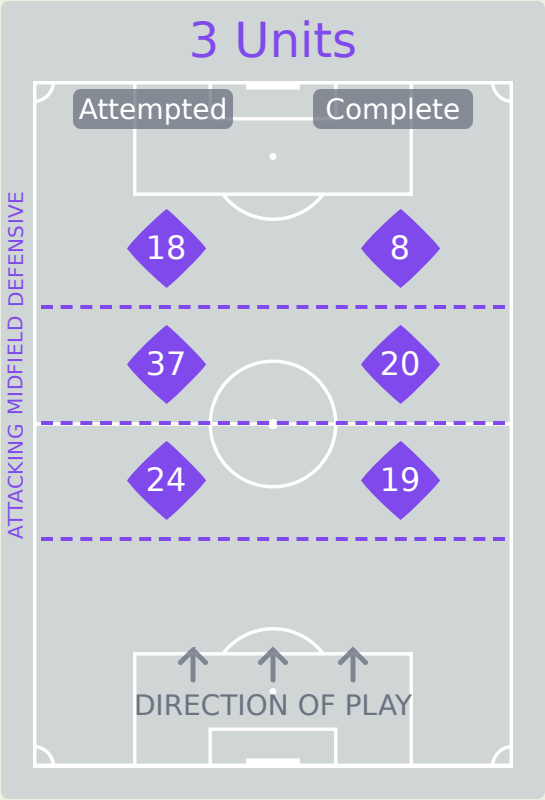 3 Units
Attempted Complete
18 8
37 20
24 19
ATTACKING MIDFIELD DEFENSIVE
DIRECTION OF PLAY